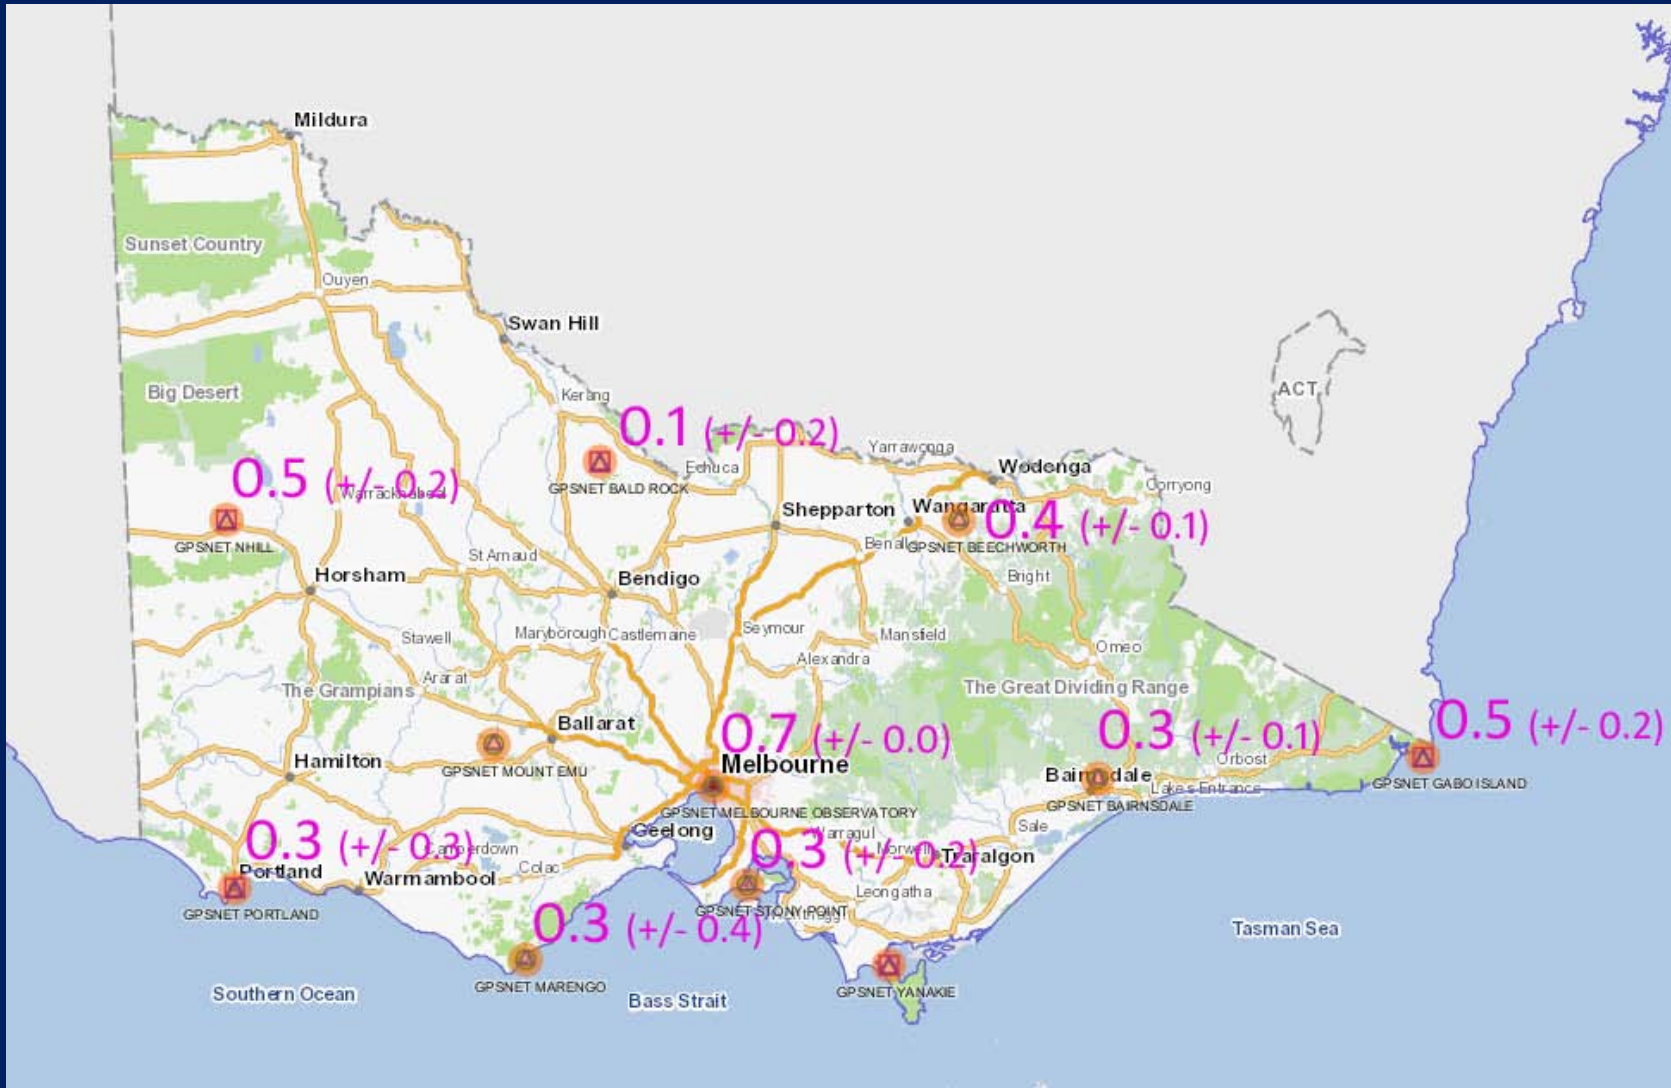 Mildura
Sunset Country
Ouyen
Swan Hill
Big Desert
ACT
Kerang
0.1 (+/- 0.2)
Yarrawonga
Echuca
Wodonga
0.5 (+/- 0.2)
Warracknabeal
GPSNET BALD ROCK
Corryong
Shepparton
Wangaratta
0.4 (+/- 0.1)
GPSNET NHILL
Benalla
GPSNET BEECHWORTH
St Arnaud
Horsham
Bendigo
Bright
Stawell
Maryborough
Castlemaine
Seymour
Mansfield
Omeo
Alexandra
Ararat
The Grampians
The Great Dividing Range
Ballarat
0.7 (+/- 0.0)
0.3 (+/- 0.1)
0.5 (+/- 0.2)
Hamilton
GPSNET MOUNT EMU
Melbourne
Orbost
Bairnsdale
Lakes Entrance
GPSNET GABO ISLAND
GPSNET MELBOURNE OBSERVATORY
GPSNET BAIRNSDALE
Geelong
Warragul
Sale
0.3 (+/- 0.3)
Camperdown
0.3 (+/- 0.2)
Morwell
Traralgon
Portland
Colac
Warrnambool
Leongatha
GPSNET PORTLAND
GPSNET STONY POINT
Wonthaggi
0.3 (+/- 0.4)
Tasman Sea
GPSNET MARENGO
GPSNET YANAKIE
Southern Ocean
Bass Strait